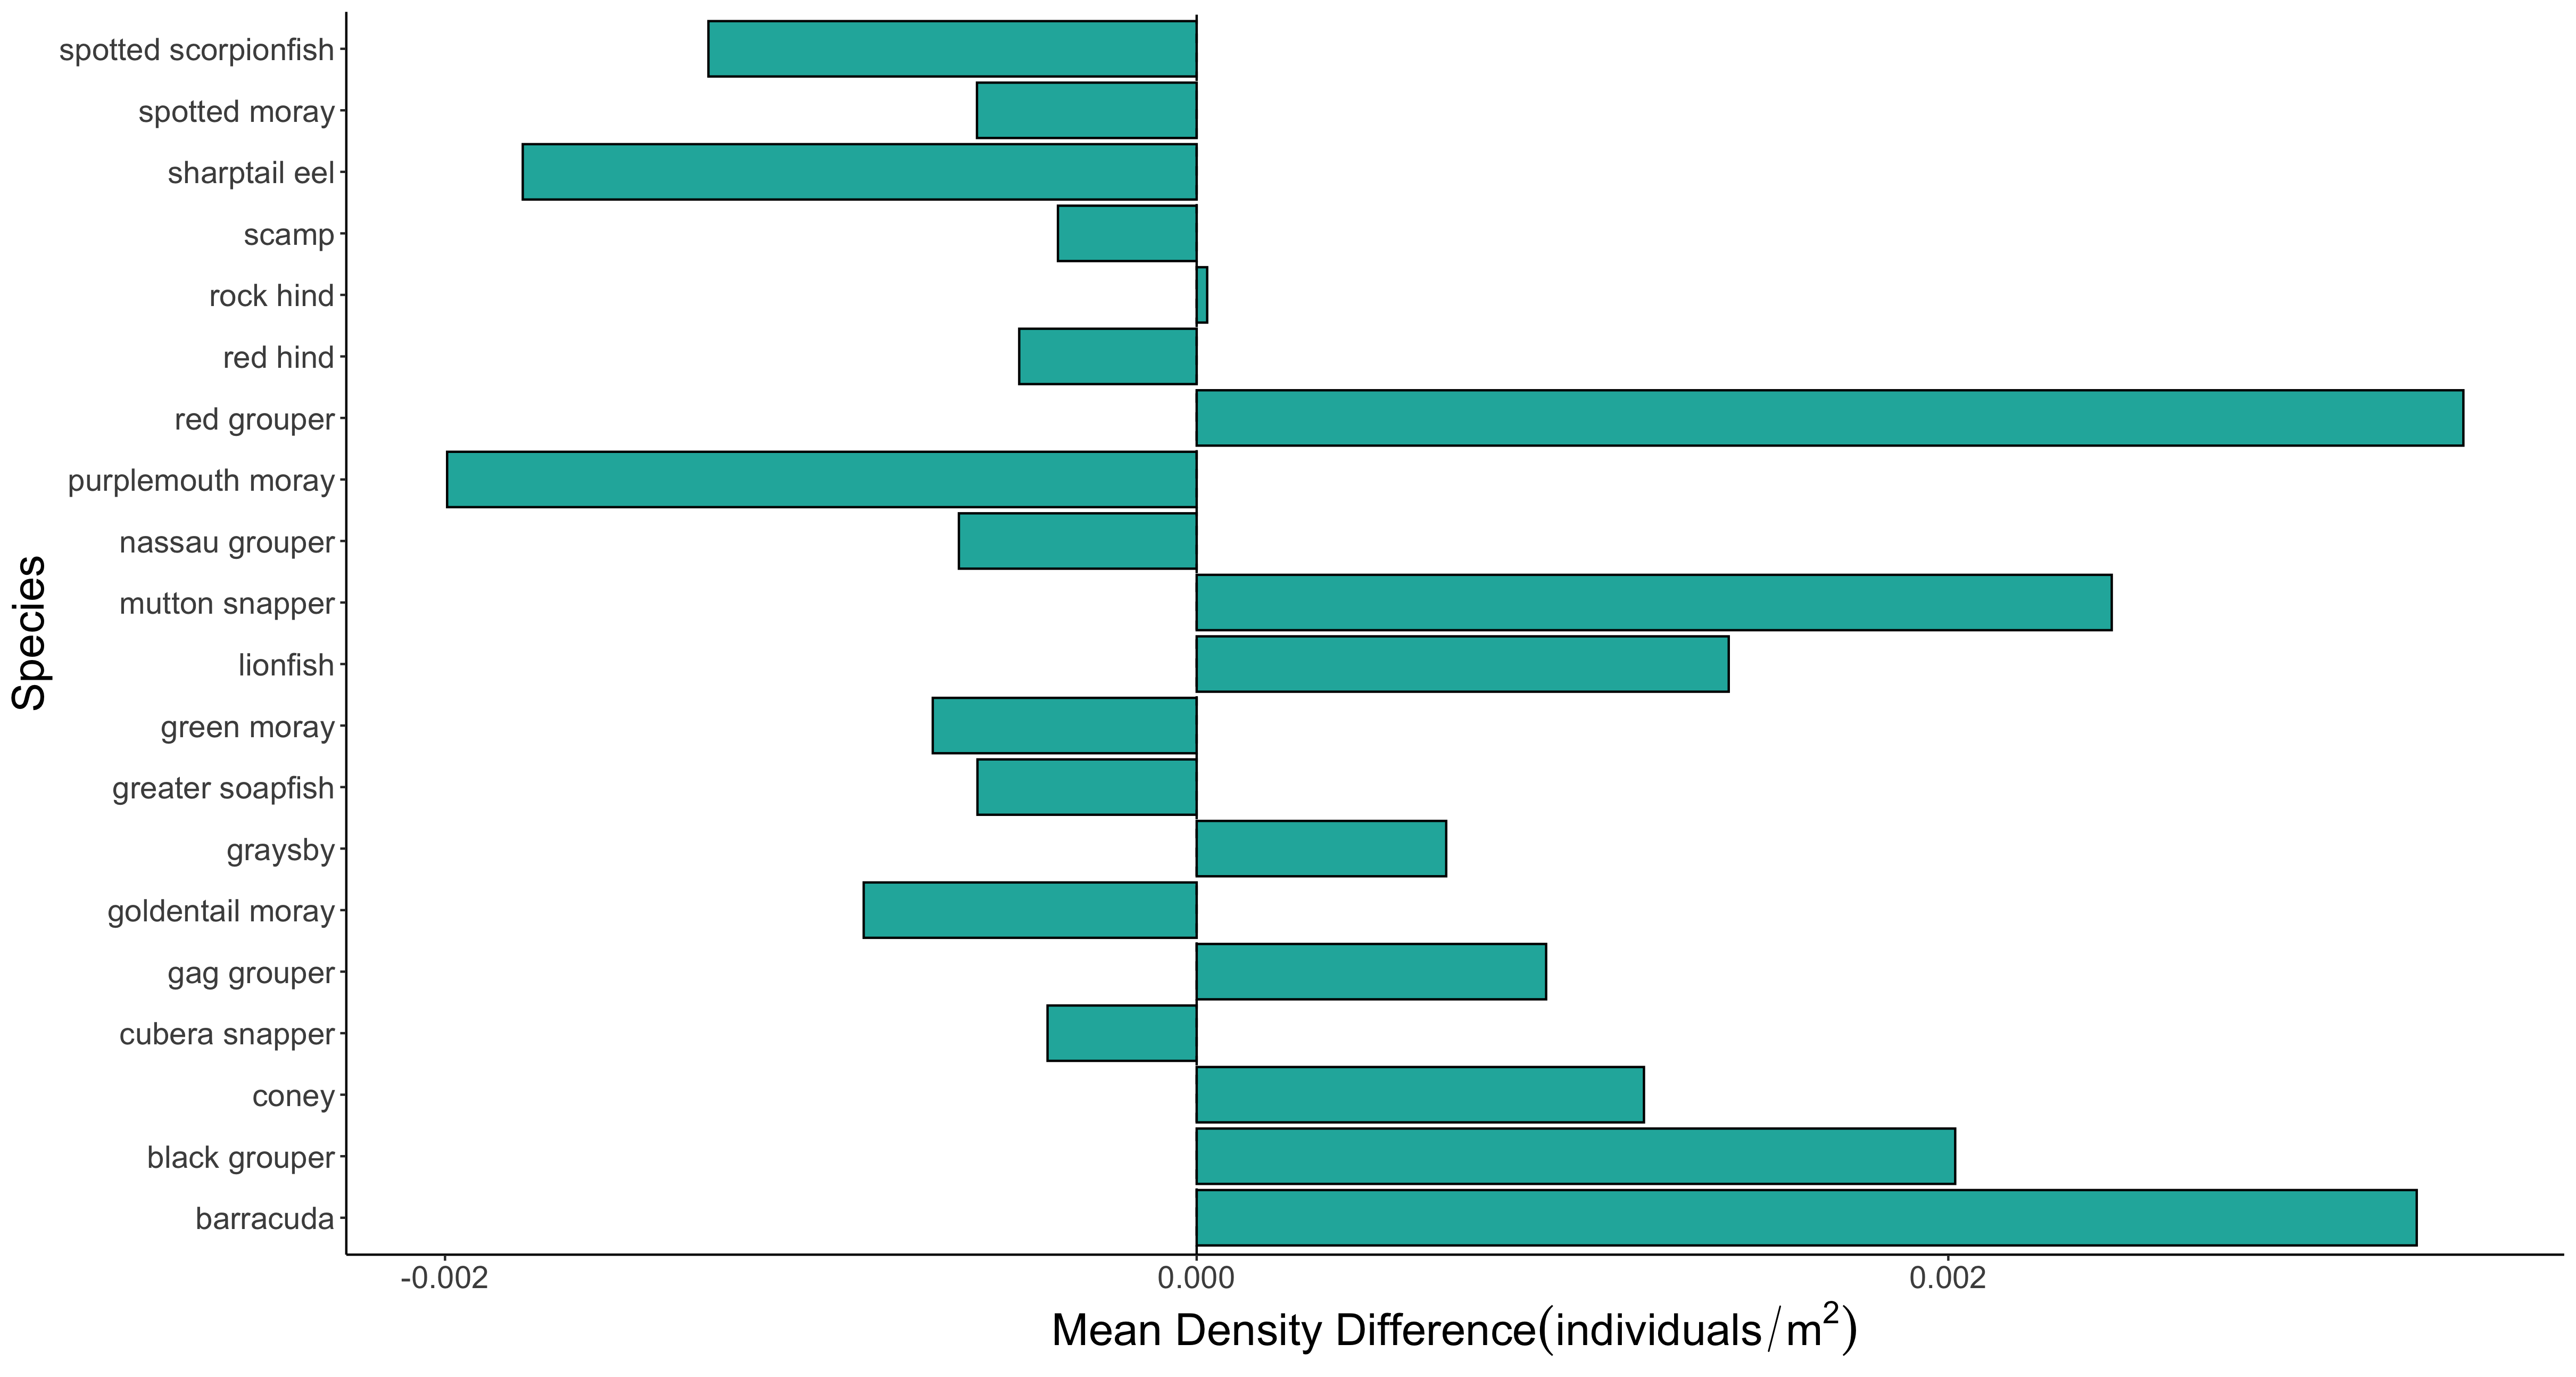 Species
spotted scorpionfish
spotted moray
sharptail eel
scamp
rock hind
red hind
red grouper
purplemouth moray
nassau grouper
mutton snapper
lionfish
green moray
greater soapfish
graysby
goldentail moray
gag grouper
cubera snapper
coney
black grouper
barracuda
-0.002 0.000 0.002
Mean Density Difference(individuals/m²)